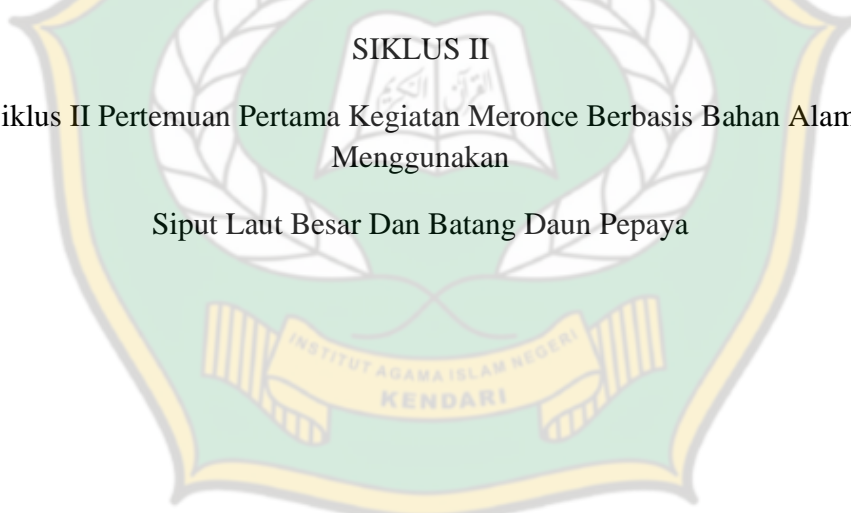 SIKLUS II
iklus II Pertemuan Pertama Kegiatan Meronce Berbasis Bahan Alam
Menggunakan
Siput Laut Besar Dan Batang Daun Pepaya
INSTITUT AGAMA ISLAM NEGERI
KENDARI